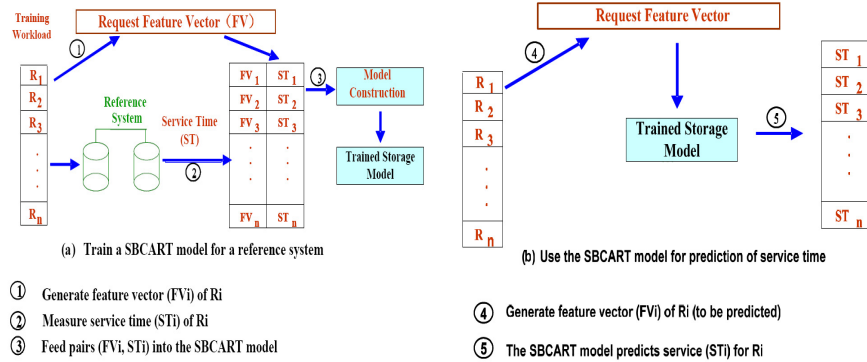 Training
Workload
Request Feature Vector (FV)
①
R1
R2
R3
.
.
.
Rn
Reference
System
Service Time
(ST)
②
FV1 ST1
FV2 ST2
FV3 ST3
. .
. .
. .
FVn STn
③
Model
Construction
Trained Storage
Model
(a) Train a SBCART model for a reference system
① Generate feature vector (FVi) of Ri
② Measure service time (STi) of Ri
③ Feed pairs (FVi, STi) into the SBCART model
Request Feature Vector
④
R1
R2
R3
.
.
.
Rn
Trained Storage
Model
⑤
ST1
ST2
ST3
.
.
.
STn
(b) Use the SBCART model for prediction of service time
④ Generate feature vector (FVi) of Ri (to be predicted)
⑤ The SBCART model predicts service (STi) for Ri